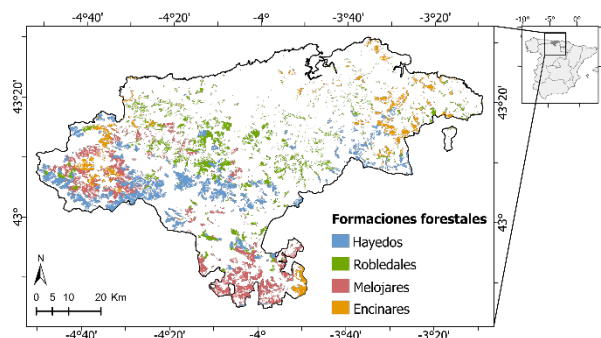 -4°40' -4°20' -4° -3°40' -3°20'
-10° -5° 0°
43°20' 43°20'
43° 43°
Formaciones forestales
Hayedos
Robledales
Melojares
Encinares
N
0 5 10 20 Km
-4°40' -4°20' -4° -3°40' -3°20'